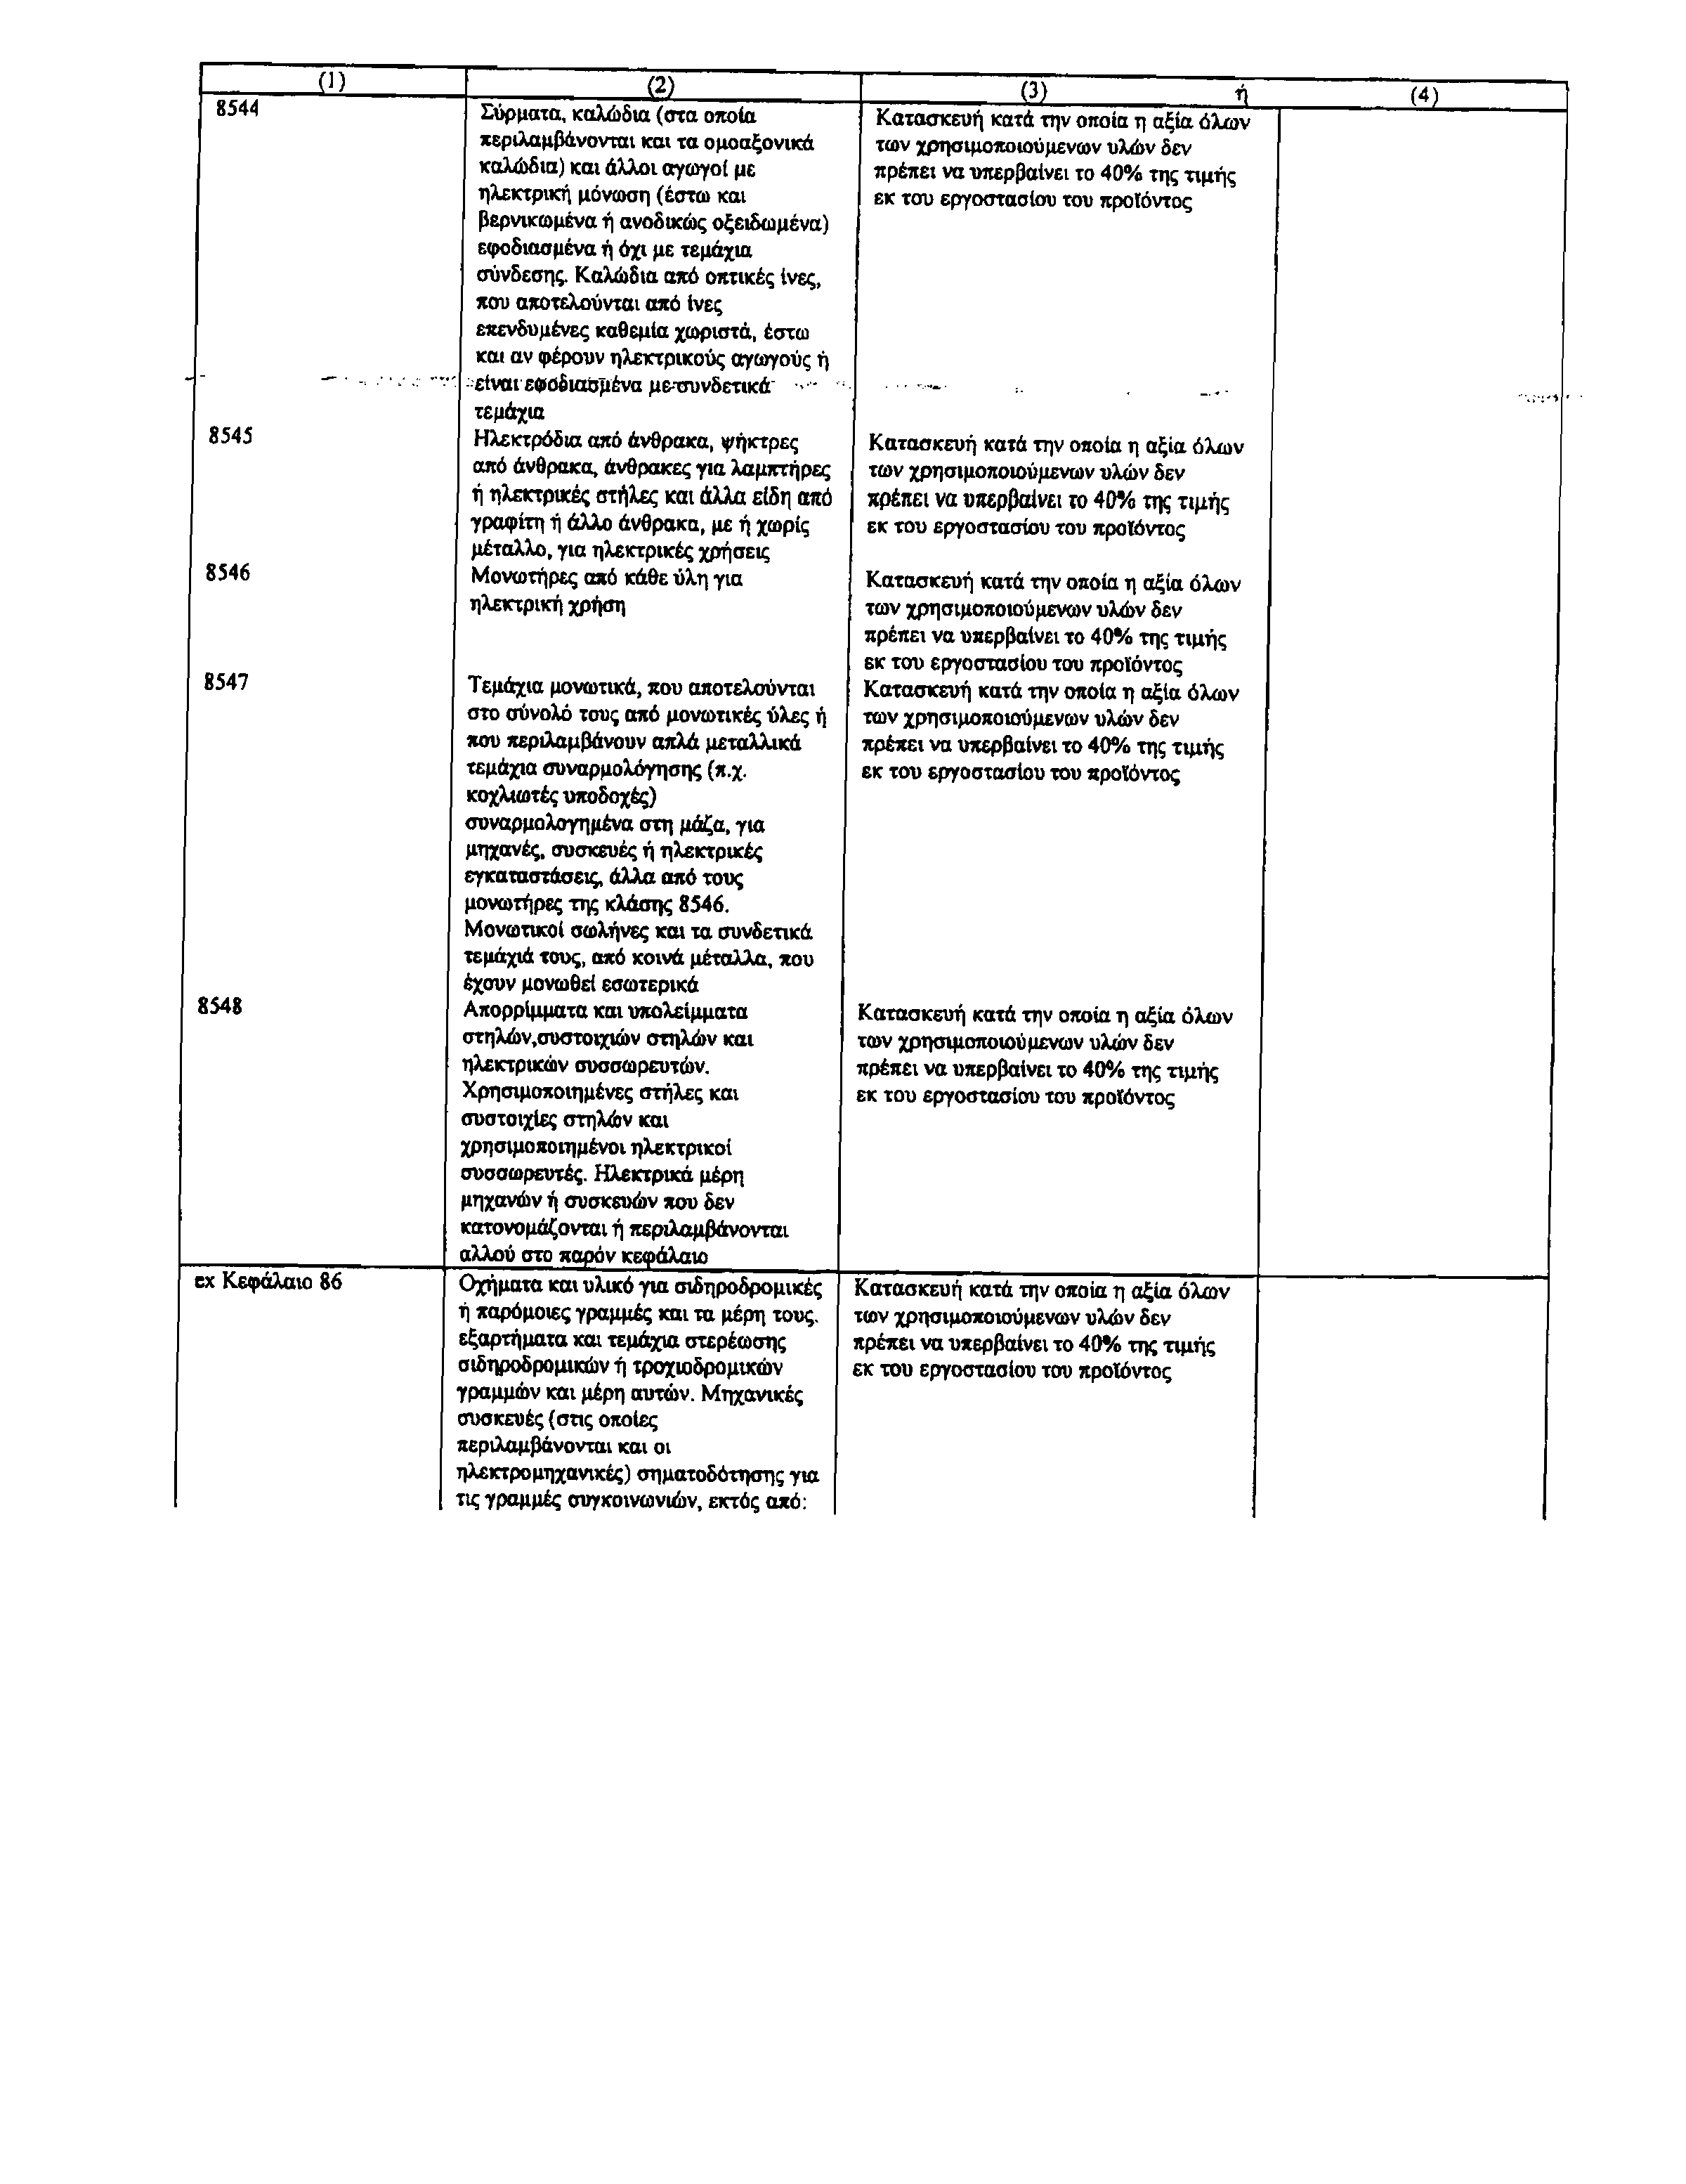 (1) (2) (3) ή (4)
8544
Σύρματα, καλώδια (στα οποία
περιλαμβάνονται και τα ομοαξονικά
καλώδια) και άλλοι αγωγοί με
ηλεκτρική μόνωση (έστω και
βερνικωμένα ή ανοδικώς οξειδωμένα)
εφοδιασμένα ή όχι με τεμάχια
σύνδεσης. Καλώδια από οπτικές ίνες,
που αποτελούνται από ίνες
επενδυμένες καθεμία χωριστά, έστω
και αν φέρουν ηλεκτρικούς αγωγούς ή
είναι εφοδιασμένα με συνδετικά
τεμάχια
Κατασκευή κατά την οποία η αξία όλων
των χρησιμοποιούμενων υλών δεν
πρέπει να υπερβαίνει το 40% της τιμής
εκ του εργοστασίου του προϊόντος
8545
Ηλεκτρόδια από άνθρακα, ψήκτρες
από άνθρακα, άνθρακες για λαμπτήρες
ή ηλεκτρικές στήλες και άλλα είδη από
γραφίτη ή άλλο άνθρακα, με ή χωρίς
μέταλλο, για ηλεκτρικές χρήσεις
Κατασκευή κατά την οποία η αξία όλων
των χρησιμοποιούμενων υλών δεν
πρέπει να υπερβαίνει το 40% της τιμής
εκ του εργοστασίου του προϊόντος
8546
Μονωτήρες από κάθε ύλη για
ηλεκτρική χρήση
Κατασκευή κατά την οποία η αξία όλων
των χρησιμοποιούμενων υλών δεν
πρέπει να υπερβαίνει το 40% της τιμής
εκ του εργοστασίου του προϊόντος
8547
Τεμάχια μονωτικά, που αποτελούνται
στο σύνολό τους από μονωτικές ύλες ή
που περιλαμβάνουν απλά μεταλλικά
τεμάχια συναρμολόγησης (π.χ.
κοχλιωτές υποδοχές)
συναρμολογημένα στη μάζα, για
μηχανές, συσκευές ή ηλεκτρικές
εγκαταστάσεις, άλλα από τους
μονωτήρες της κλάσης 8546.
Μονωτικοί σωλήνες και τα συνδετικά
τεμάχιά τους, από κοινά μέταλλα, που
έχουν μονωθεί εσωτερικά
Κατασκευή κατά την οποία η αξία όλων
των χρησιμοποιούμενων υλών δεν
πρέπει να υπερβαίνει το 40% της τιμής
εκ του εργοστασίου του προϊόντος
8548
Απορρίμματα και υπολείμματα
στηλών,συστοιχιών στηλών και
ηλεκτρικών συσσωρευτών.
Χρησιμοποιημένες στήλες και
συστοιχίες στηλών και
χρησιμοποιημένοι ηλεκτρικοί
συσσωρευτές. Ηλεκτρικά μέρη
μηχανών ή συσκευών που δεν
κατονομάζονται ή περιλαμβάνονται
αλλού στο παρόν κεφάλαιο
Κατασκευή κατά την οποία η αξία όλων
των χρησιμοποιούμενων υλών δεν
πρέπει να υπερβαίνει το 40% της τιμής
εκ του εργοστασίου του προϊόντος
ex Κεφάλαιο 86
Οχήματα και υλικό για σιδηροδρομικές
ή παρόμοιες γραμμές και τα μέρη τους.
εξαρτήματα και τεμάχια στερέωσης
σιδηροδρομικών ή τροχιοδρομικών
γραμμών και μέρη αυτών. Μηχανικές
συσκευές (στις οποίες
περιλαμβάνονται και οι
ηλεκτρομηχανικές) σηματοδότησης για
τις γραμμές συγκοινωνιών, εκτός από:
Κατασκευή κατά την οποία η αξία όλων
των χρησιμοποιούμενων υλών δεν
πρέπει να υπερβαίνει το 40% της τιμής
εκ του εργοστασίου του προϊόντος